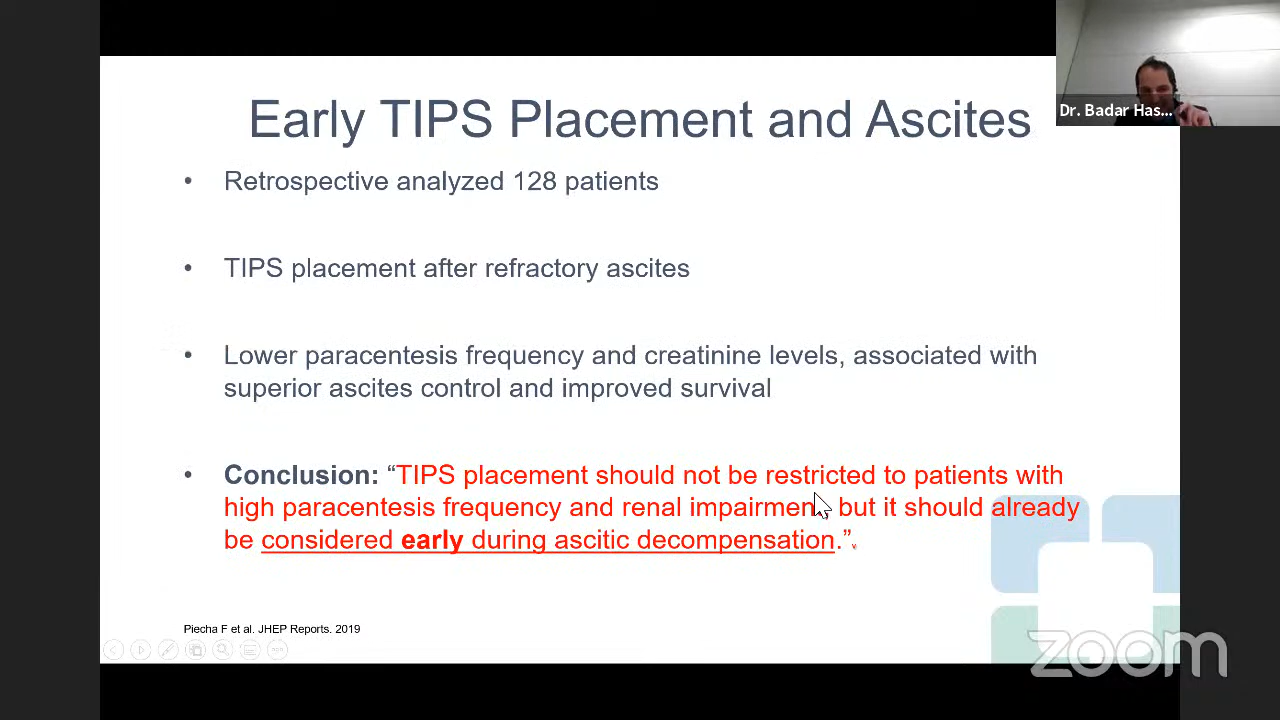 Early TIPS Placement and Ascites
Dr. Badar Has...
• Retrospective analyzed 128 patients
• TIPS placement after refractory ascites
• Lower paracentesis frequency and creatinine levels, associated with
superior ascites control and improved survival
• Conclusion: “TIPS placement should not be restricted to patients with
high paracentesis frequency and renal impairment, but it should already
be considered early during ascitic decompensation.”
Piecha F et al. JHEP Reports. 2019
zoom